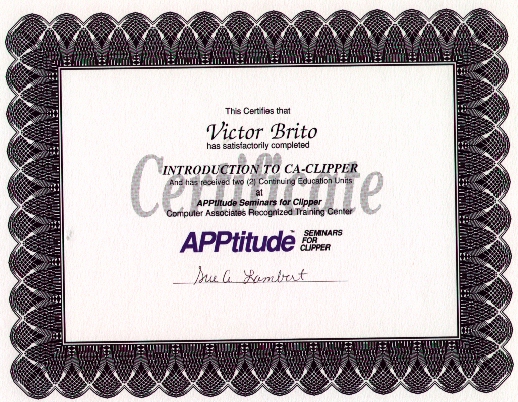 This Certifies that
Victor Brito
has satisfactorily completed
Certificate
INTRODUCTION TO CA-CLIPPER
And has received two (2) Continuing Education Units
at
APPtitude Seminars for Clipper
Computer Associates Recognized Training Center
APPtitude™ SEMINARS FOR CLIPPER
Sue A Lambert